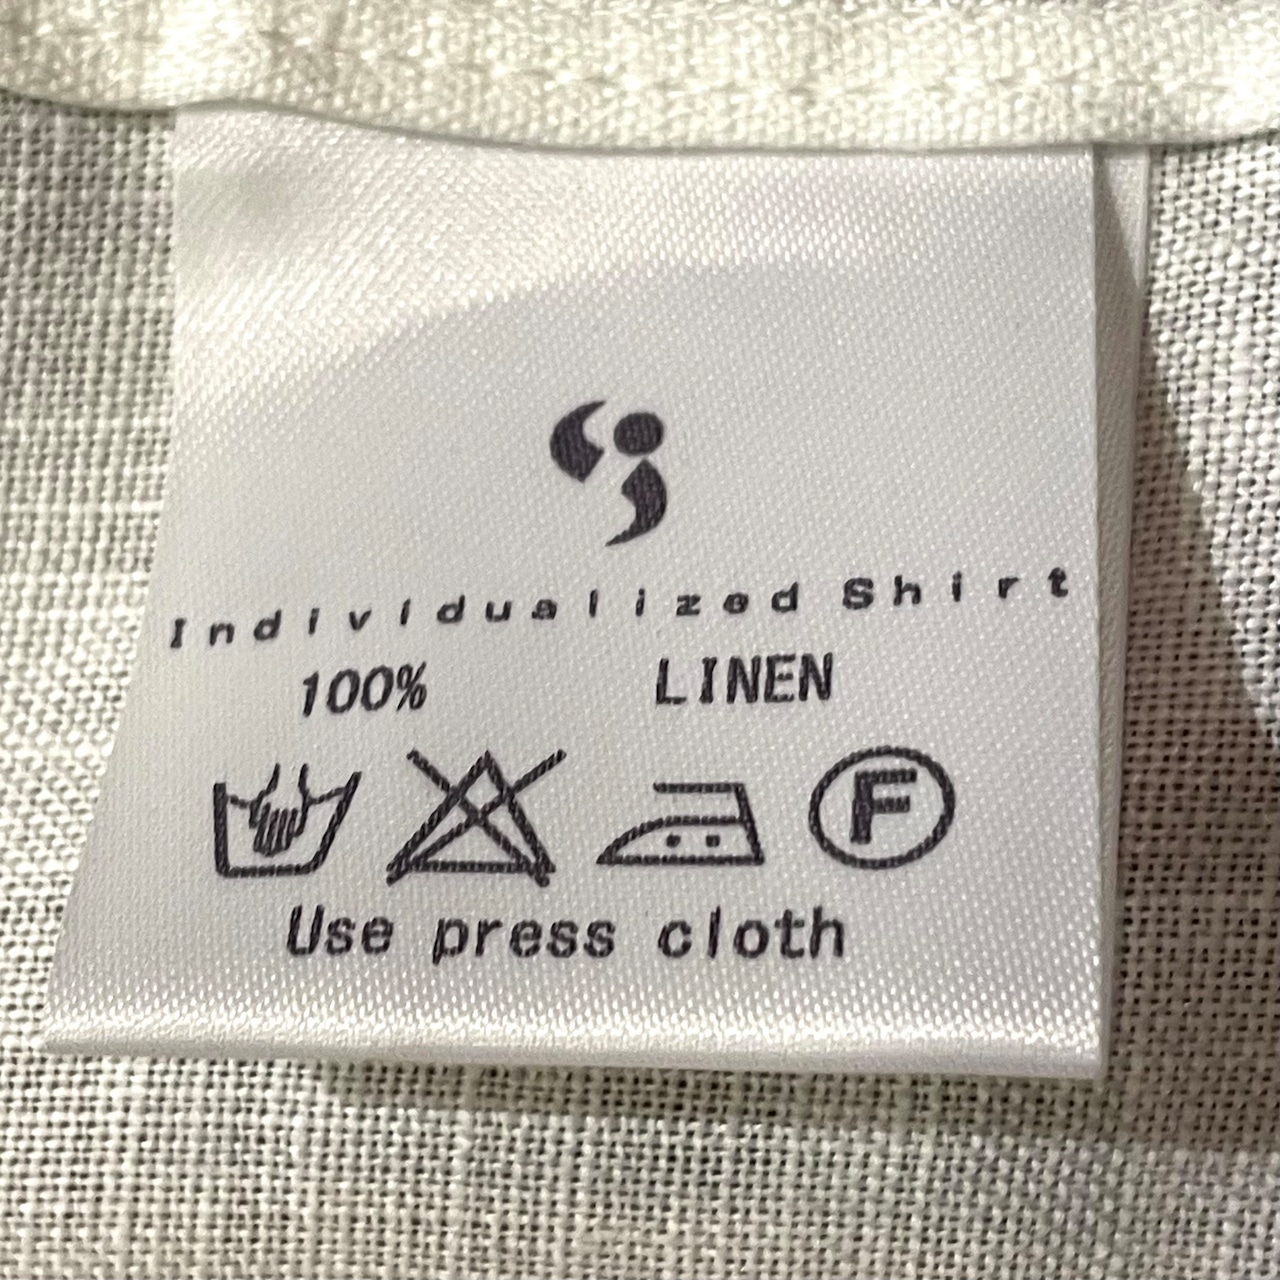 Individualized Shirt
100% LINEN
F
Use press cloth